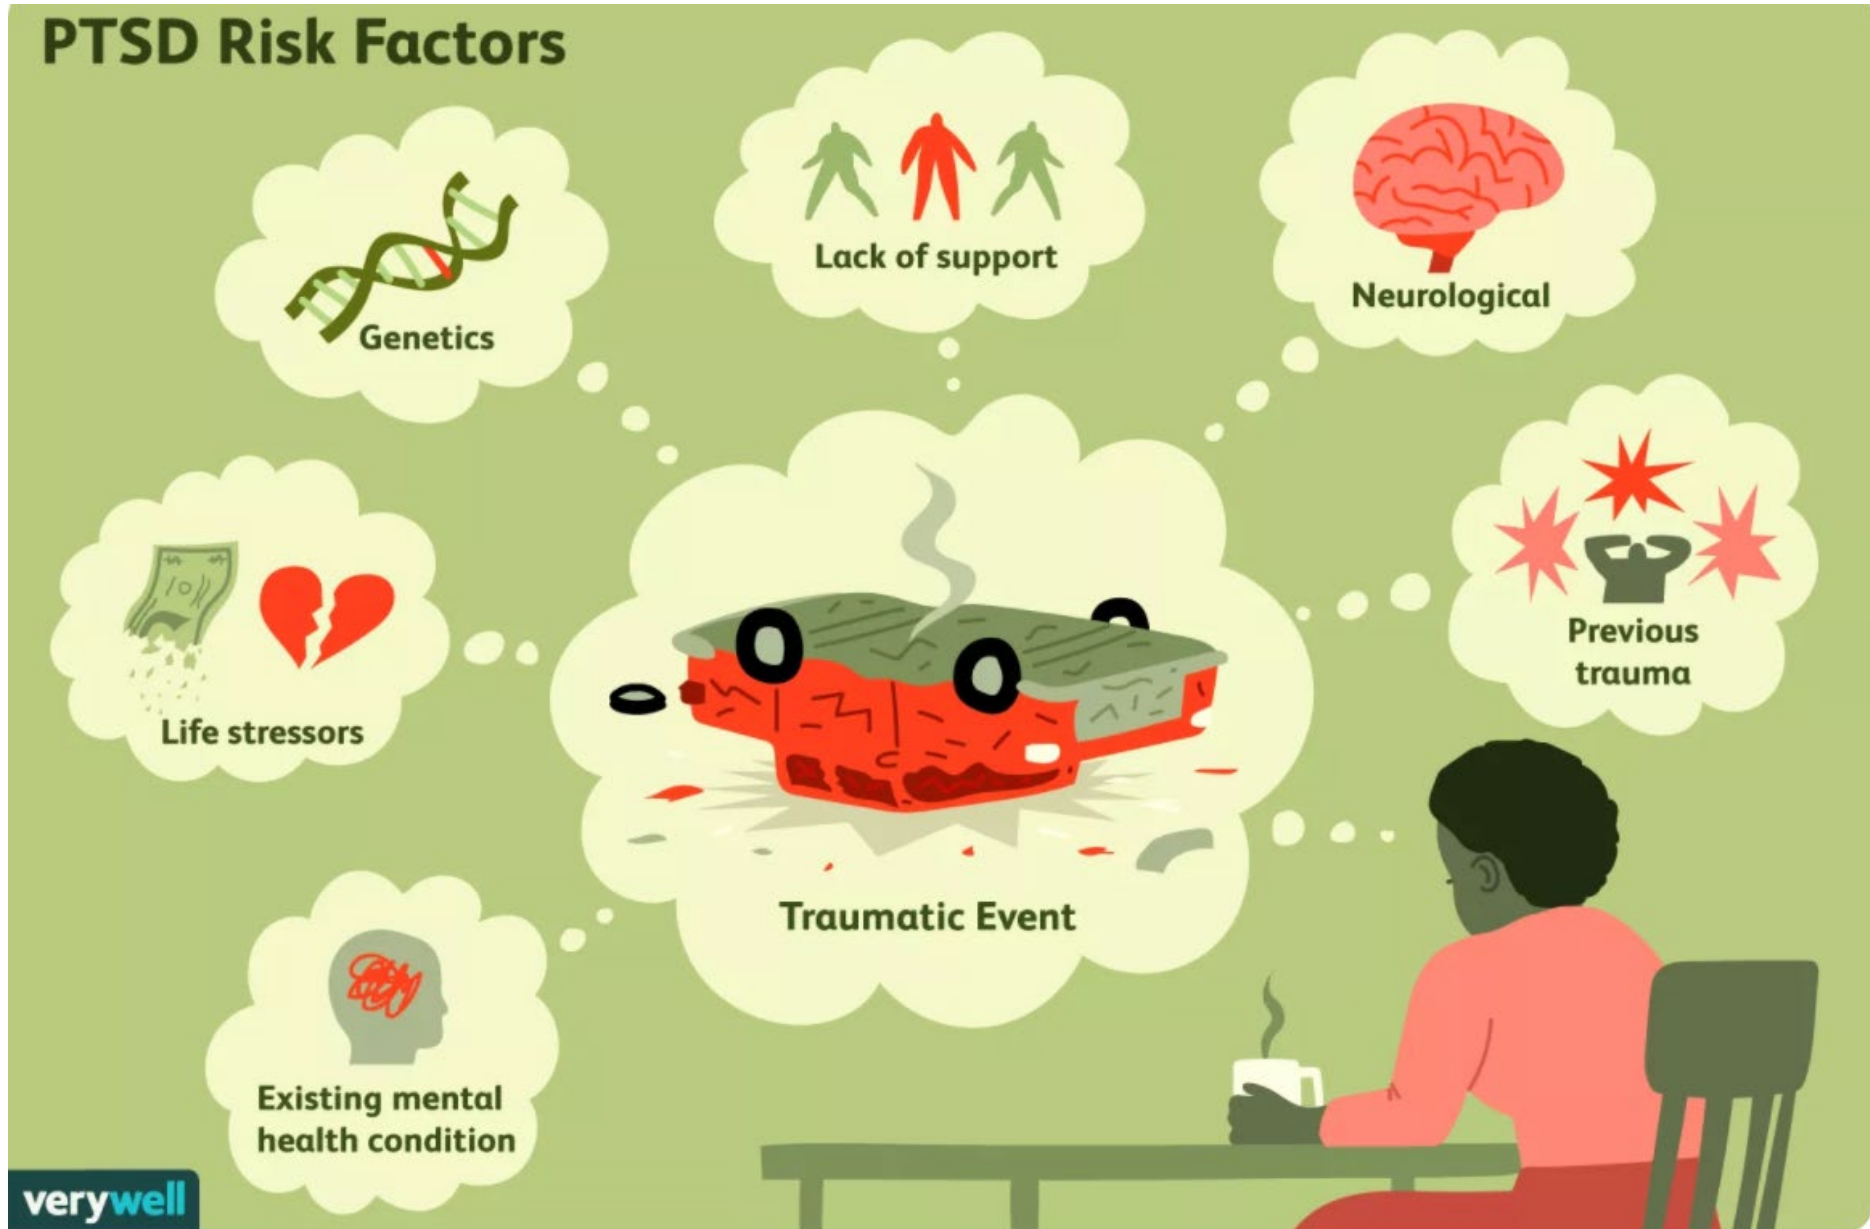 PTSD Risk Factors
Genetics
Lack of support
Neurological
Life stressors
Previous
trauma
Traumatic Event
Existing mental
health condition
verywell